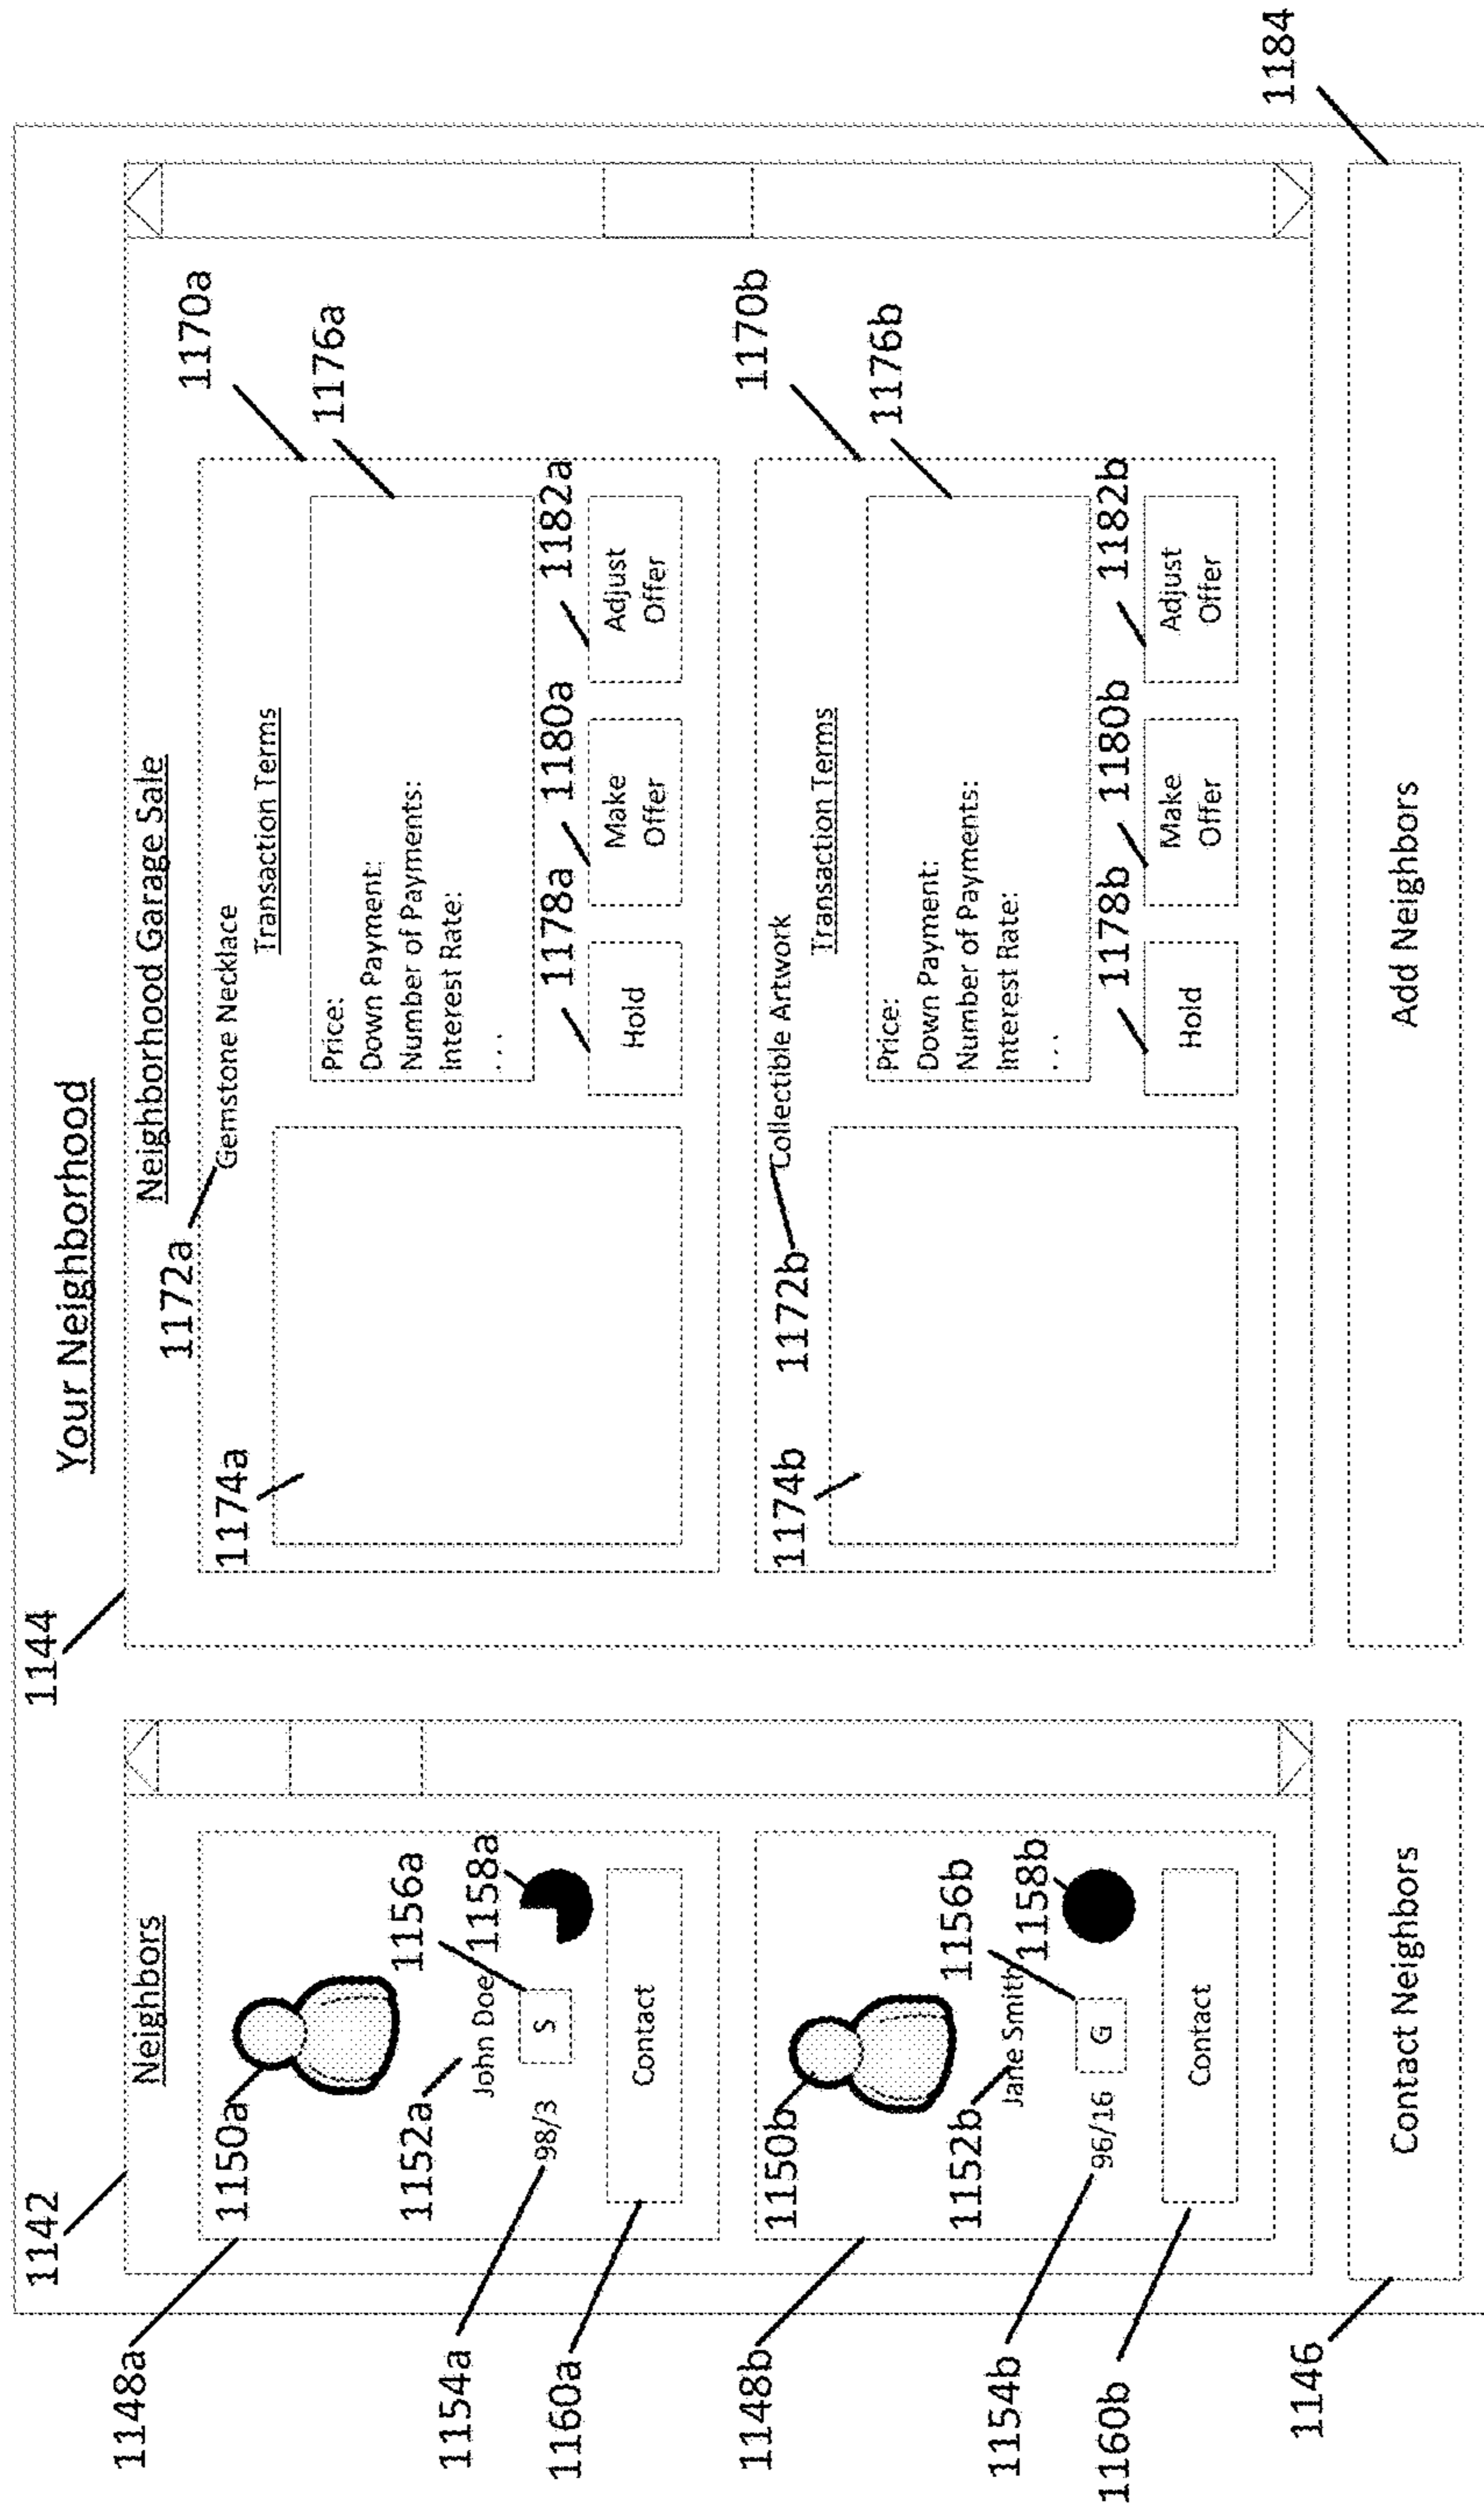 Your Neighborhood
1142
1144
Neighbors
Neighborhood Garage Sale
1148a
1150a
1152a
John Doe
1156a
1158a
1154a
98/3
S
1160a
Contact
1148b
1150b
1152b
Jane Smith
1156b
1158b
1154b
96/16
G
1160b
Contact
1146
Contact Neighbors
1172a
Gemstone Necklace
1170a
1174a
Transaction Terms
1176a
Price:
Down Payment:
Number of Payments:
Interest Rate:
. . .
1178a
1180a
1182a
Hold
Make
Offer
Adjust
Offer
1172b
Collectible Artwork
1170b
1174b
Transaction Terms
1176b
Price:
Down Payment:
Number of Payments:
Interest Rate:
. . .
1178b
1180b
1182b
Hold
Make
Offer
Adjust
Offer
Add Neighbors
1184